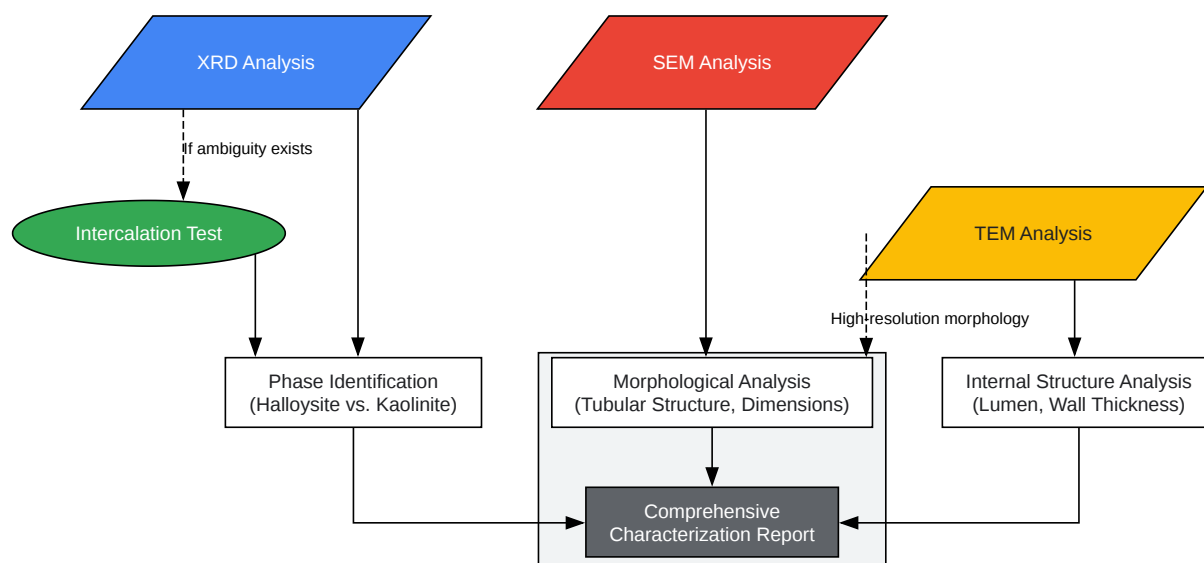 XRD Analysis
SEM Analysis
If ambiguity exists
Intercalation Test
TEM Analysis
High-resolution morphology
Phase Identification
(Halloysite vs. Kaolinite)
Morphological Analysis
(Tubular Structure, Dimensions)
Internal Structure Analysis
(Lumen, Wall Thickness)
Comprehensive
Characterization Report